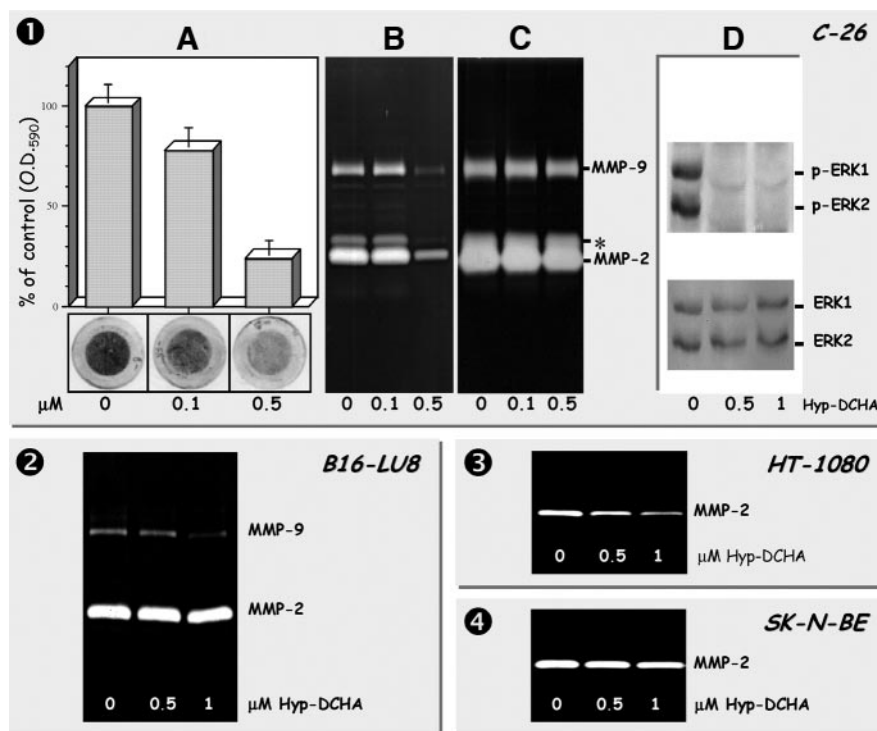 1 A B C D C-26
% of control (O.D.590)
100
50
0
MMP-9
*
MMP-2
p-ERK1
p-ERK2
ERK1
ERK2
μM 0 0.1 0.5 0 0.1 0.5 0 0.1 0.5 0 0.5 1 Hyp-DCHA
2 B16-LU8
MMP-9
MMP-2
0 0.5 1 μM Hyp-DCHA
3 HT-1080
MMP-2
0 0.5 1 μM Hyp-DCHA
4 SK-N-BE
MMP-2
0 0.5 1 μM Hyp-DCHA